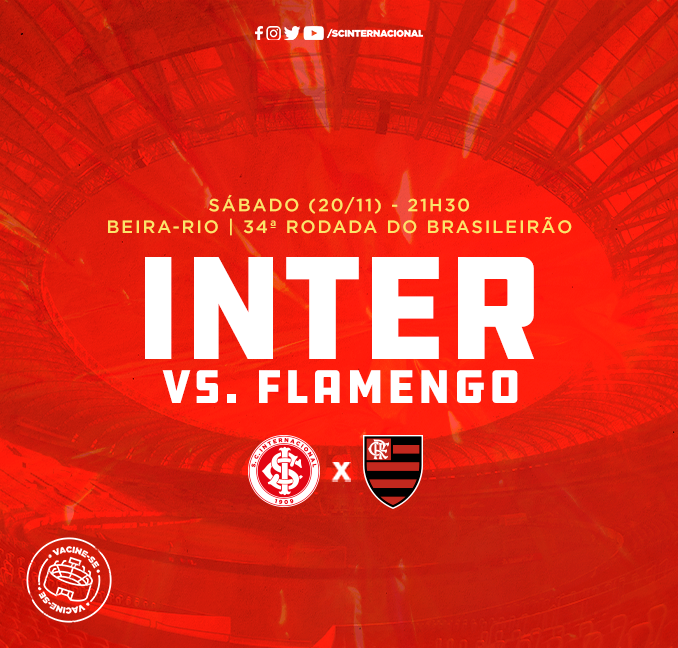 /SCINTERNACIONAL
SÁBADO (20/11) - 21H30
BEIRA-RIO | 34ª RODADA DO BRASILEIRÃO
INTER
VS. FLAMENGO
S.C. INTERNACIONAL
1909
X
CRF
VACINE-SE
VACINE-SE